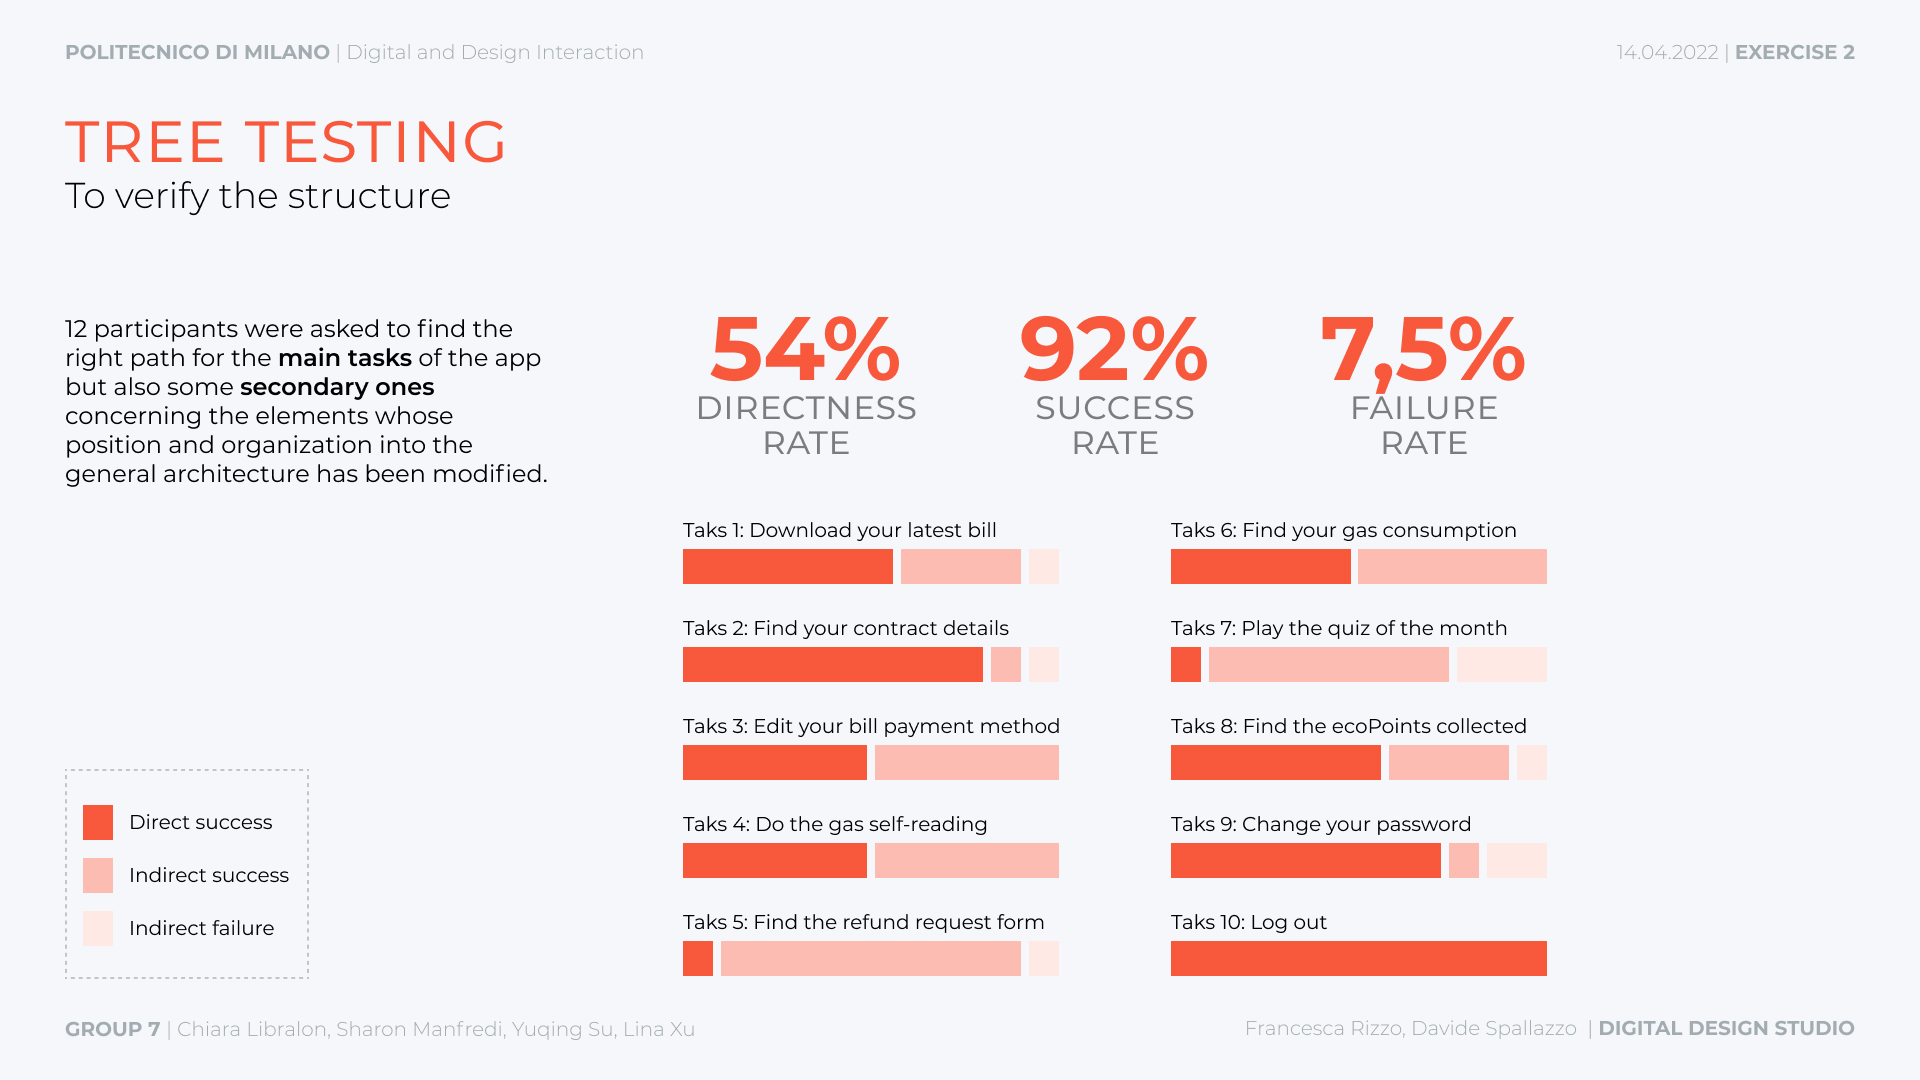 POLITECNICO DI MILANO | Digital and Design Interaction
14.04.2022 | EXERCISE 2
TREE TESTING
To verify the structure
12 participants were asked to find the
right path for the main tasks of the app
but also some secondary ones
concerning the elements whose
position and organization into the
general architecture has been modified.
54%
DIRECTNESS
RATE
92%
SUCCESS
RATE
7,5%
FAILURE
RATE
Taks 1: Download your latest bill
Taks 2: Find your contract details
Taks 3: Edit your bill payment method
Taks 4: Do the gas self-reading
Taks 5: Find the refund request form
Taks 6: Find your gas consumption
Taks 7: Play the quiz of the month
Taks 8: Find the ecoPoints collected
Taks 9: Change your password
Taks 10: Log out
Direct success
Indirect success
Indirect failure
GROUP 7 | Chiara Libralon, Sharon Manfredi, Yuqing Su, Lina Xu
Francesca Rizzo, Davide Spallazzo | DIGITAL DESIGN STUDIO